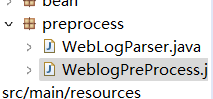 bean
preprocess
WebLogParser.java
WeblogPreProcess.j
src/main/resources